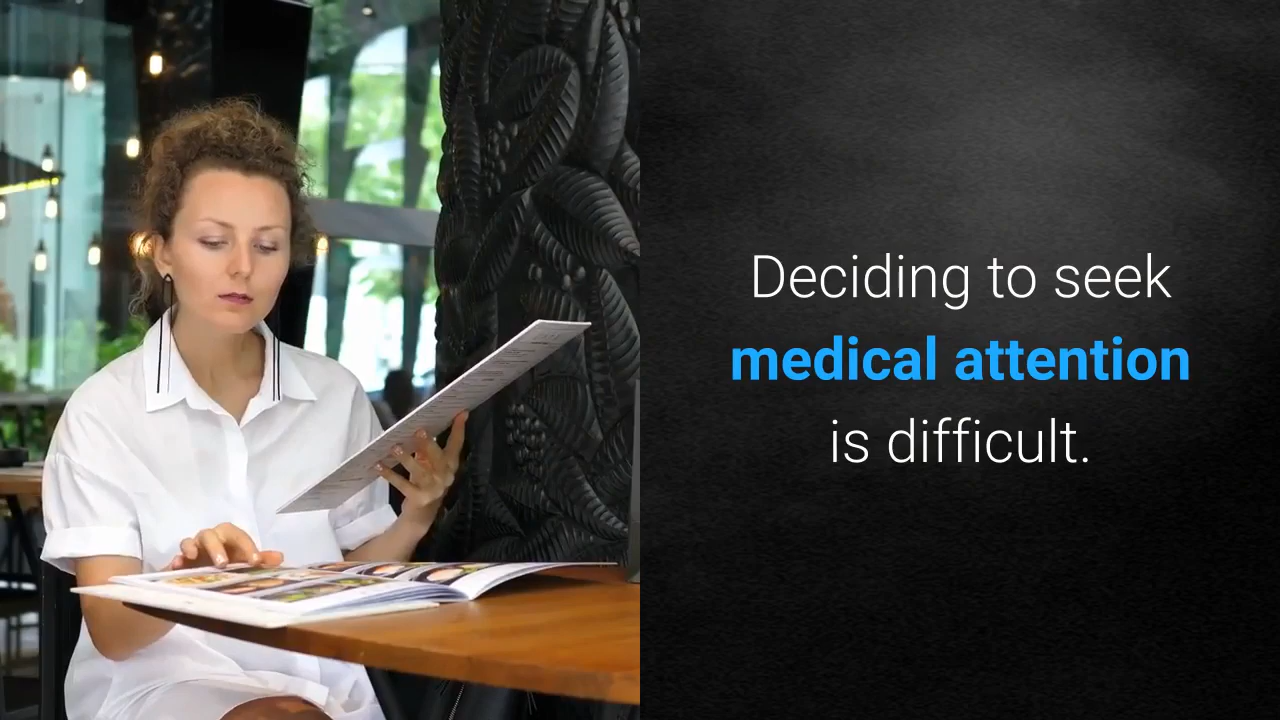 Deciding to seek
medical attention
is difficult.